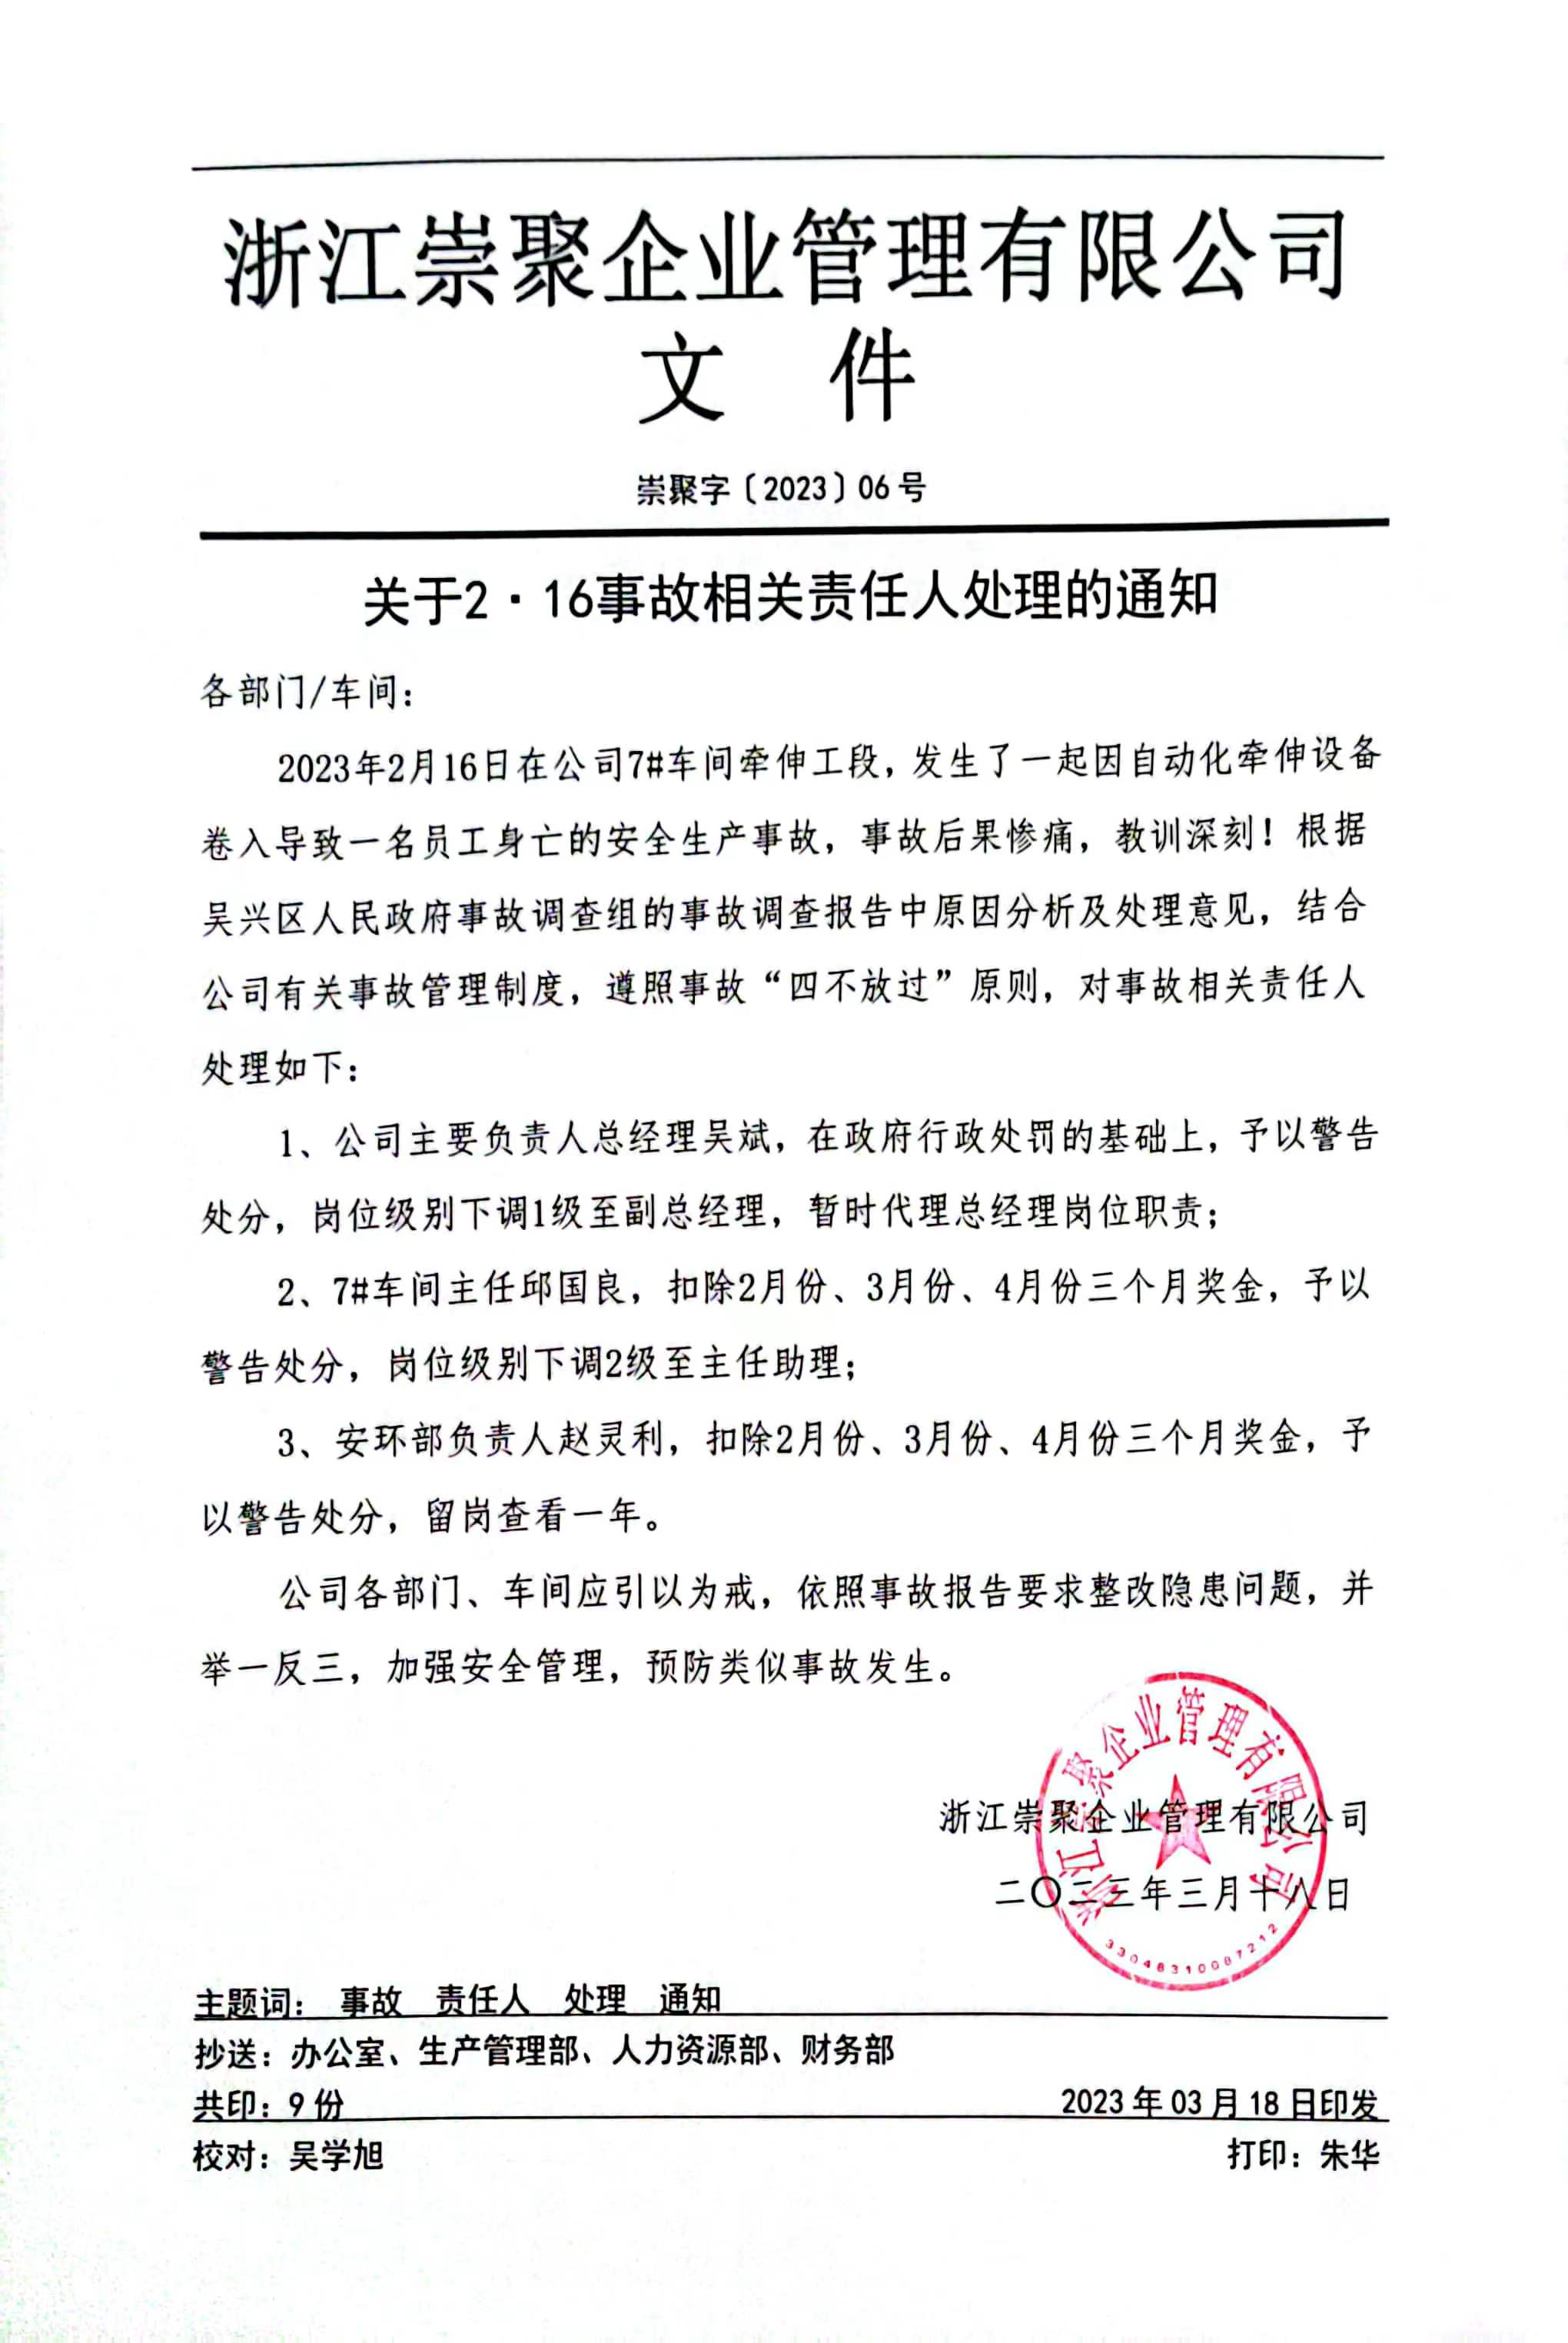 浙江崇聚企业管理有限公司
文 件
崇聚字〔2023〕06号
关于2·16事故相关责任人处理的通知
各部门/车间:
2023年2月16日在公司7#车间牵伸工段,发生了一起因自动化牵伸设备
卷入导致一名员工身亡的安全生产事故,事故后果惨痛,教训深刻!根据
吴兴区人民政府事故调查组的事故调查报告中原因分析及处理意见,结合
公司有关事故管理制度,遵照事故“四不放过”原则,对事故相关责任人
处理如下:
1、公司主要负责人总经理吴斌,在政府行政处罚的基础上,予以警告
处分,岗位级别下调1级至副总经理,暂时代理总经理岗位职责;
2、7#车间主任邱国良,扣除2月份、3月份、4月份三个月奖金,予以
警告处分,岗位级别下调2级至主任助理;
3、安环部负责人赵灵利,扣除2月份、3月份、4月份三个月奖金,予
以警告处分,留岗查看一年。
公司各部门、车间应引以为戒,依照事故报告要求整改隐患问题,并
举一反三,加强安全管理,预防类似事故发生。
浙江崇聚企业管理有限公司
二〇二三年三月十八日
浙江崇聚企业管理有限公司
33046310087212
主题词: 事故 责任人 处理 通知
抄送:办公室、生产管理部、人力资源部、财务部
共印:9份 2023年03月18日印发
校对:吴学旭 打印:朱华